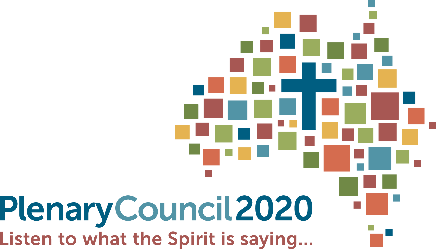 PlenaryCouncil2020
Listen to what the Spirit is saying...